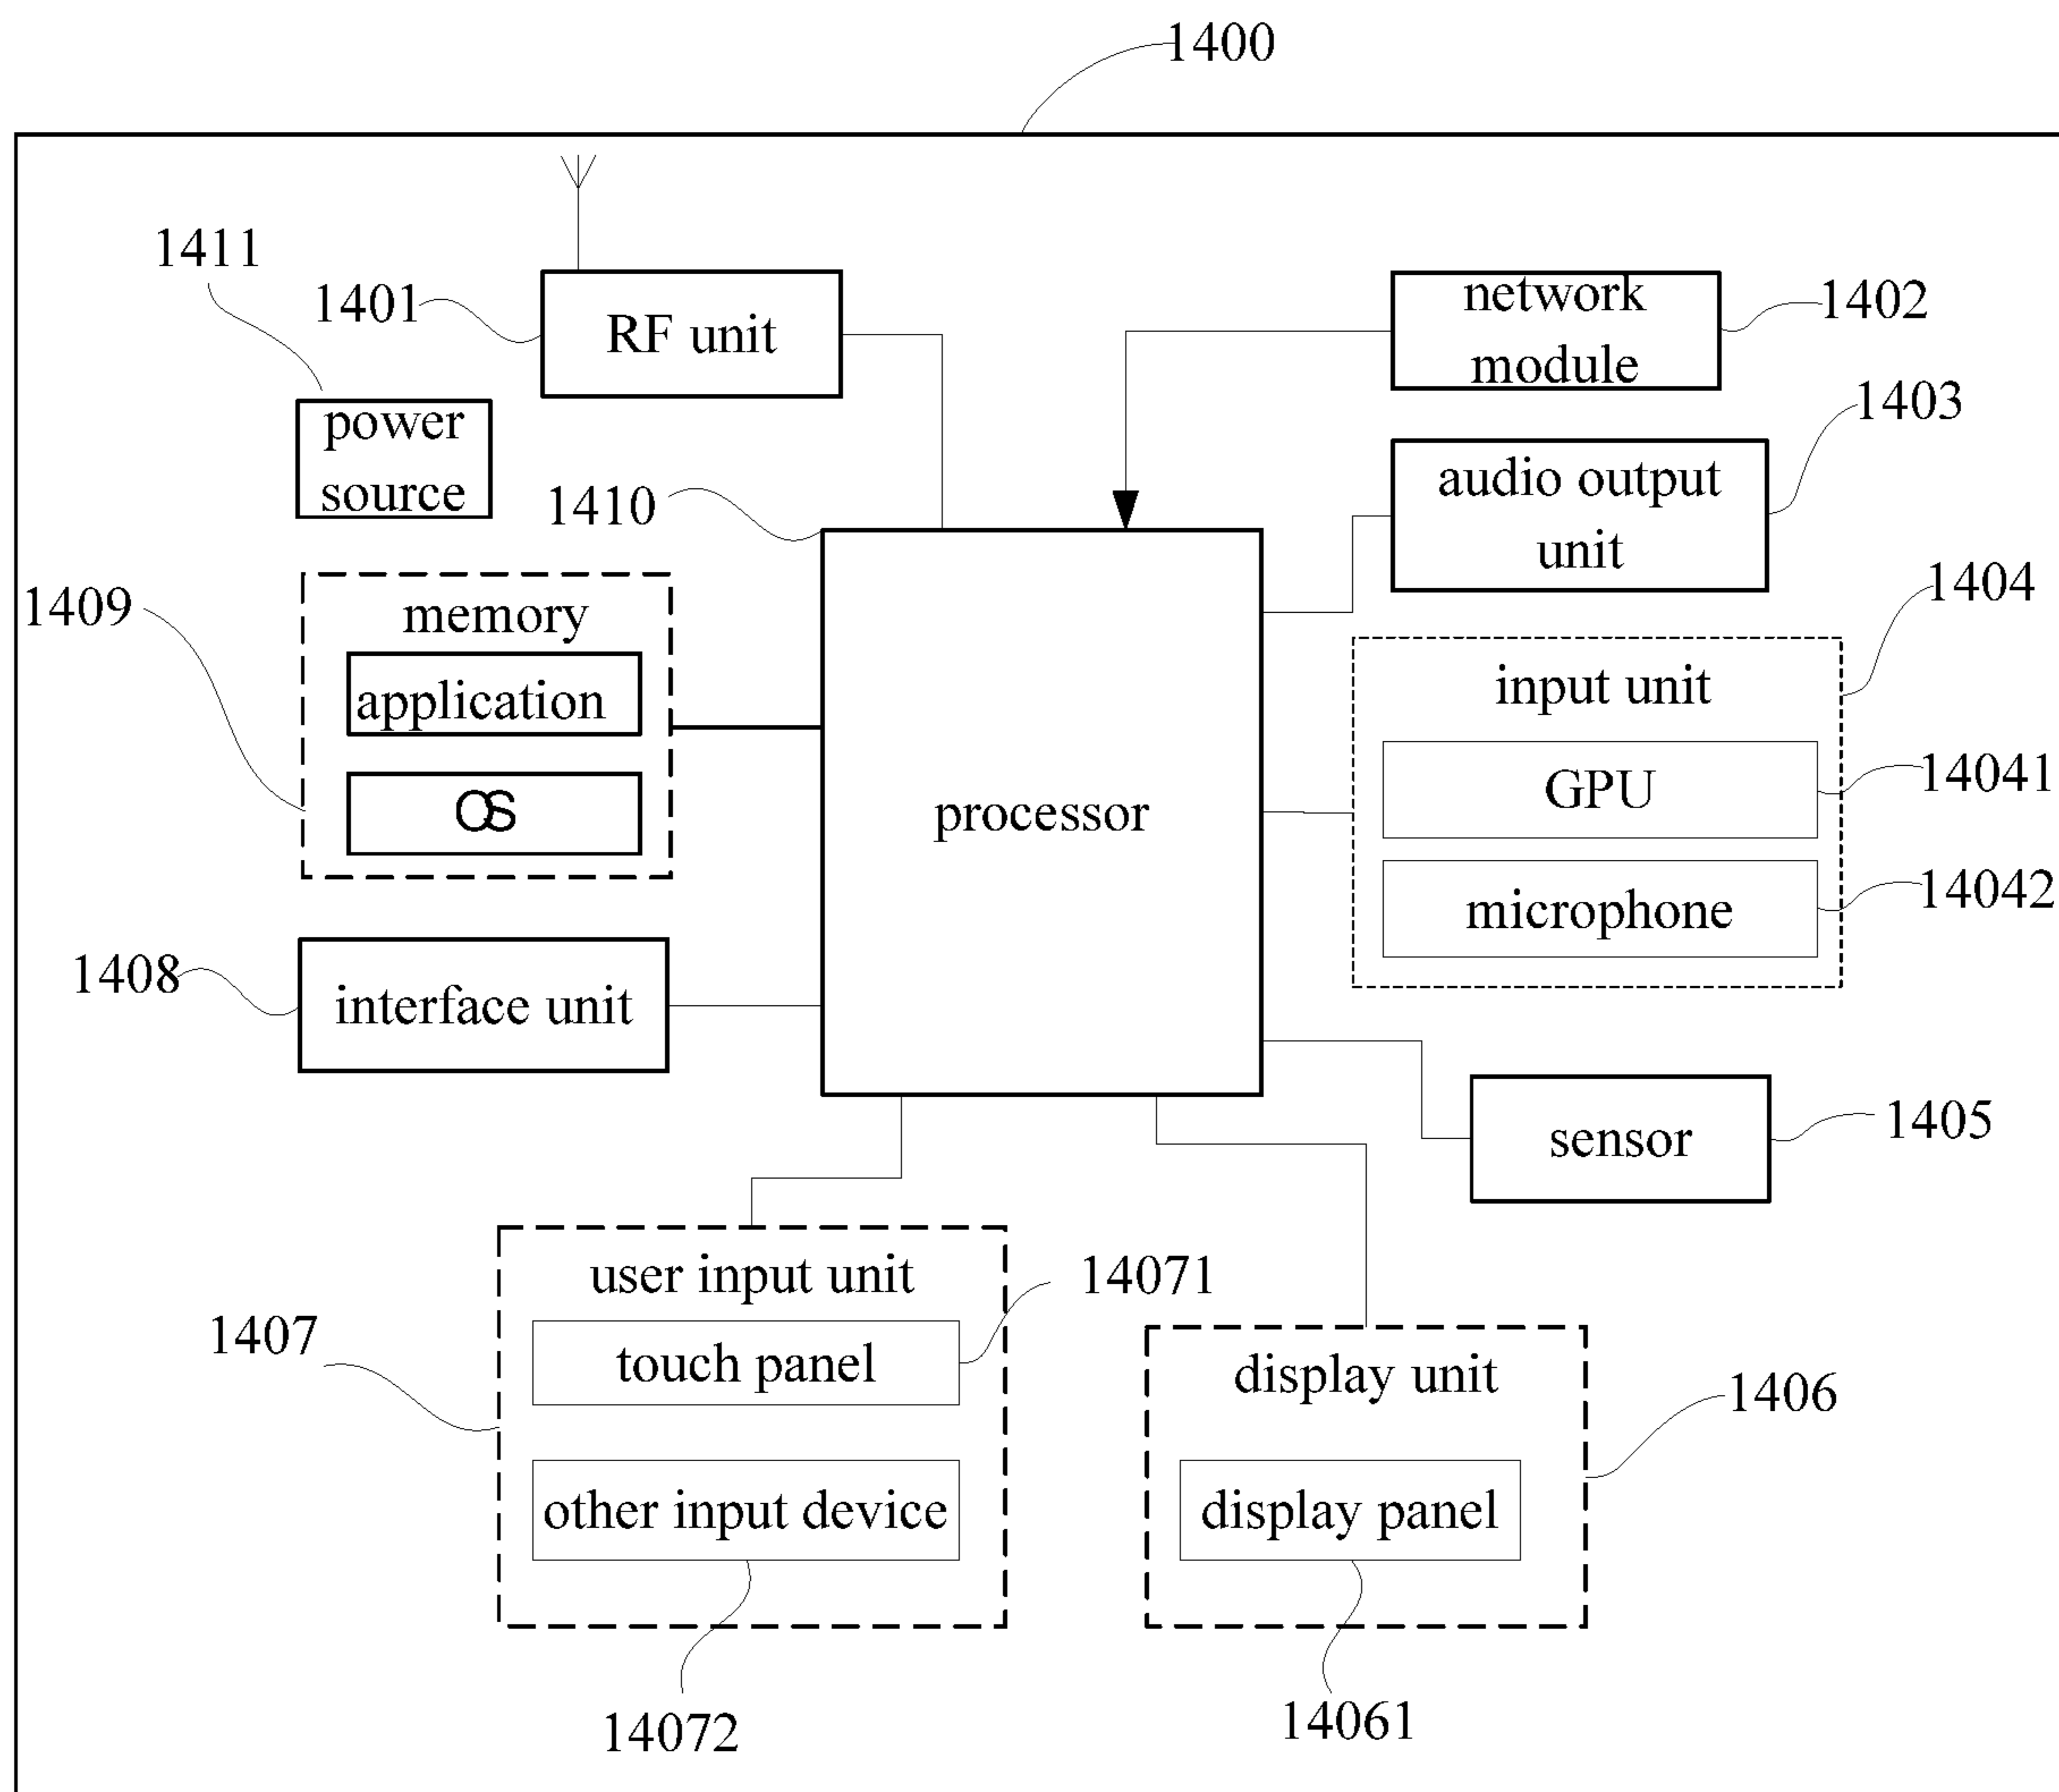 1400
1411
1401
RF unit
network
module
1402
power
source
1403
audio output
unit
1410
1409
memory
application
OS
1404
input unit
GPU
14041
microphone
14042
processor
1408
interface unit
sensor
1405
user input unit
14071
1407
touch panel
other input device
14072
display unit
1406
display panel
14061